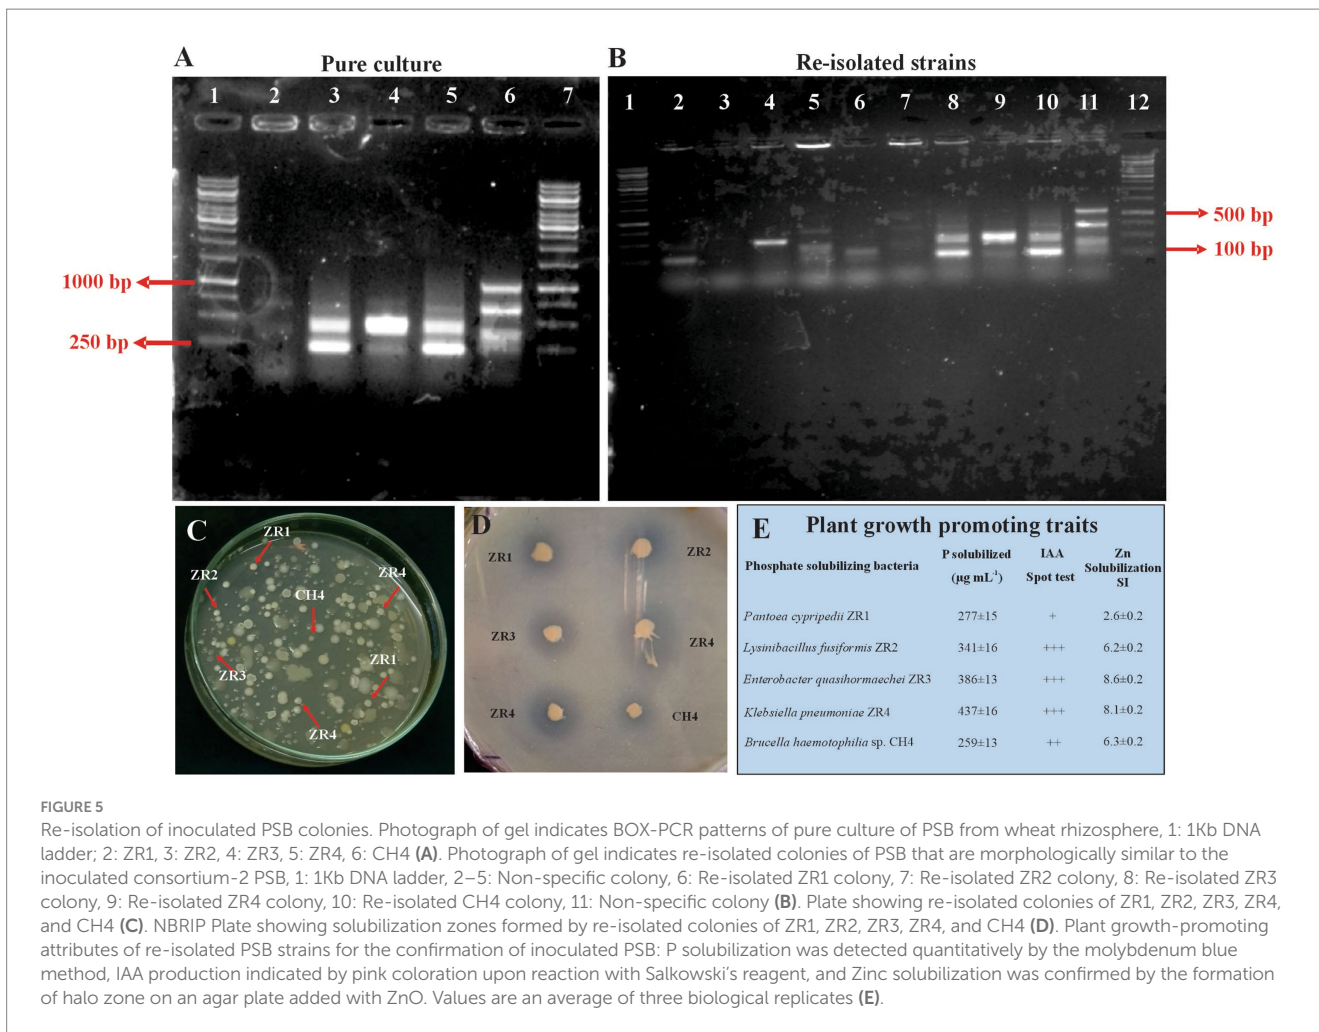 A
Pure culture
1 2 3 4 5 6 7
1000 bp
250 bp
B
Re-isolated strains
1 2 3 4 5 6 7 8 9 10 11 12
500 bp
100 bp
C
ZR1
ZR2
ZR4
CH4
ZR3
ZR1
ZR4
D
ZR1
ZR2
ZR3
ZR4
ZR4
CH4
E Plant growth promoting traits
Phosphate solubilizing bacteria
P solubilized
(µg mL⁻¹)
IAA
Spot test
Zn
Solubilization
SI
Pantoea cypripedii ZR1 277±15 + 2.6±0.2
Lysinibacillus fusiformis ZR2 341±16 +++ 6.2±0.2
Enterobacter quasihormaechei ZR3 386±13 +++ 8.6±0.2
Klebsiella pneumoniae ZR4 437±16 +++ 8.1±0.2
Brucella haemotophilia sp. CH4 259±13 ++ 6.3±0.2
FIGURE 5
Re-isolation of inoculated PSB colonies. Photograph of gel indicates BOX-PCR patterns of pure culture of PSB from wheat rhizosphere, 1: 1Kb DNA
ladder; 2: ZR1, 3: ZR2, 4: ZR3, 5: ZR4, 6: CH4 (A). Photograph of gel indicates re-isolated colonies of PSB that are morphologically similar to the
inoculated consortium-2 PSB, 1: 1Kb DNA ladder, 2–5: Non-specific colony, 6: Re-isolated ZR1 colony, 7: Re-isolated ZR2 colony, 8: Re-isolated ZR3
colony, 9: Re-isolated ZR4 colony, 10: Re-isolated CH4 colony, 11: Non-specific colony (B). Plate showing re-isolated colonies of ZR1, ZR2, ZR3, ZR4,
and CH4 (C). NBRIP Plate showing solubilization zones formed by re-isolated colonies of ZR1, ZR2, ZR3, ZR4, and CH4 (D). Plant growth-promoting
attributes of re-isolated PSB strains for the confirmation of inoculated PSB: P solubilization was detected quantitatively by the molybdenum blue
method, IAA production indicated by pink coloration upon reaction with Salkowski's reagent, and Zinc solubilization was confirmed by the formation
of halo zone on an agar plate added with ZnO. Values are an average of three biological replicates (E).